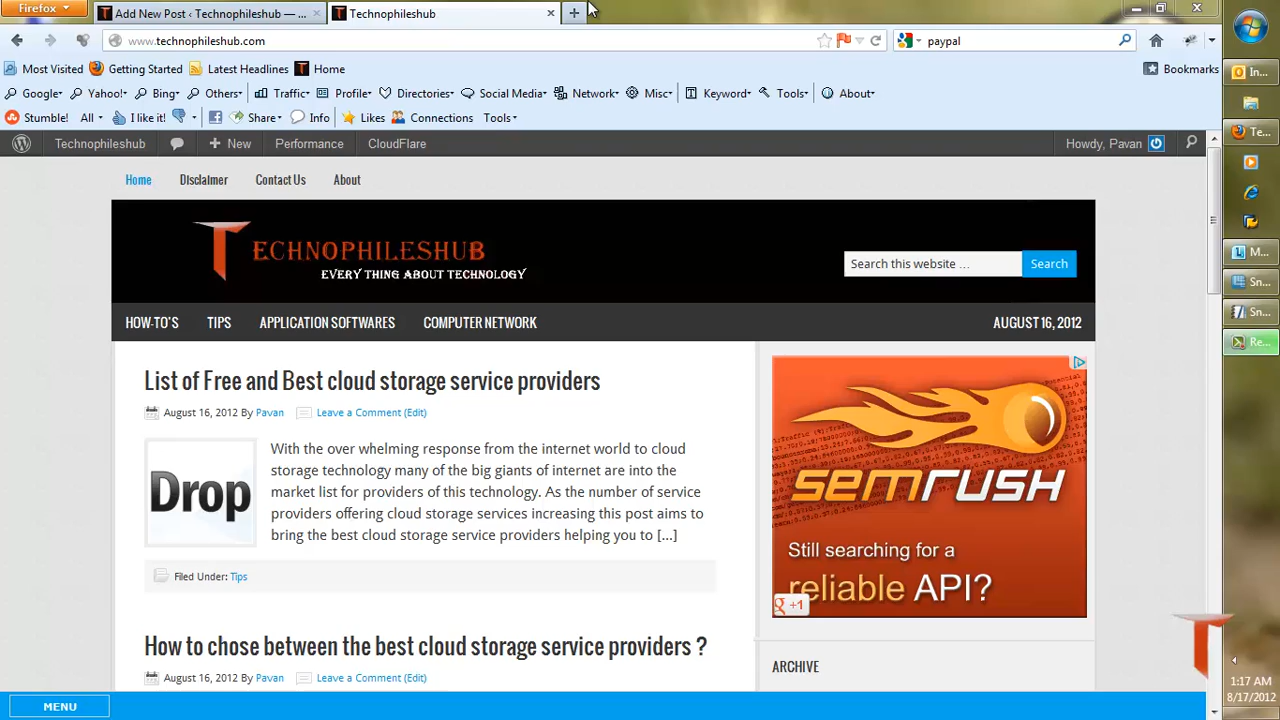 Firefox
Add New Post ‹ Technophileshub — ...
Technophileshub
www.technophileshub.com
paypal
Most Visited
Getting Started
Latest Headlines
Home
Bookmarks
Google
Yahoo!
Bing
Others
Traffic
Profile
Directories
Social Media
Network
Misc
Keyword
Tools
About
Stumble!
All
I like it!
Share
Info
Likes
Connections
Tools
Technophileshub
New
Performance
CloudFlare
Howdy, Pavan
Home
Disclaimer
Contact Us
About
TECHNOPHILESHUB
EVERY THING ABOUT TECHNOLOGY
Search this website ...
Search
HOW-TO'S
TIPS
APPLICATION SOFTWARES
COMPUTER NETWORK
AUGUST 16, 2012
List of Free and Best cloud storage service providers
August 16, 2012 By Pavan
Leave a Comment (Edit)
Drop
With the over whelming response from the internet world to cloud
storage technology many of the big giants of internet are into the
market list for providers of this technology. As the number of service
providers offering cloud storage services increasing this post aims to
bring the best cloud storage service providers helping you to [...]
Filed Under: Tips
How to chose between the best cloud storage service providers ?
August 16, 2012 By Pavan
Leave a Comment (Edit)
semrush
Still searching for a
reliable API?
+1
ARCHIVE
MENU
In...
Te...
M...
Sn...
Sn...
Re...
1:17 AM
8/17/2012